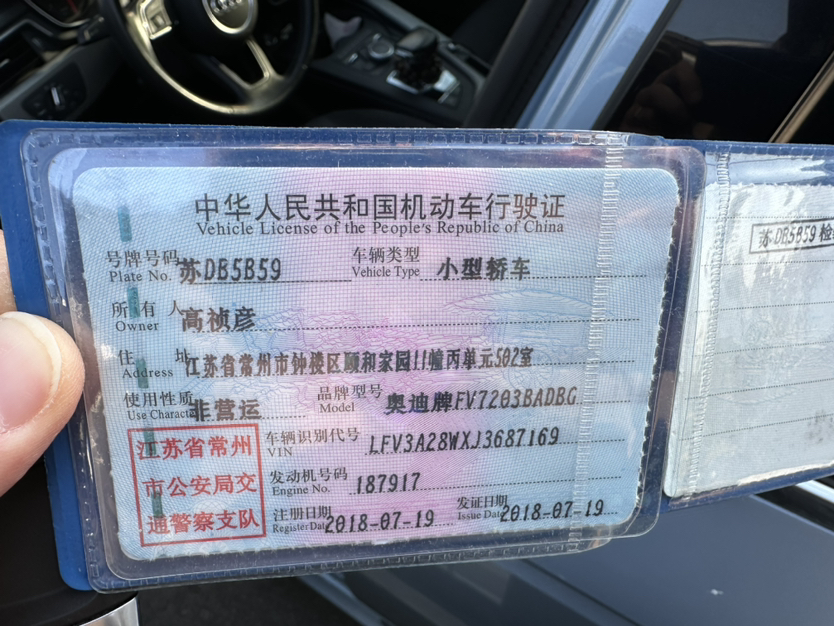 中华人民共和国机动车行驶证
Vehicle License of the People's Republic of China
号牌号码 苏DB5B59 车辆类型 小型轿车
Plate No. Vehicle Type
所有人 高祯彦
Owner
住址 江苏省常州市钟楼区颐和家园11幢丙单元502室
Address
使用性质 非营运 品牌型号 奥迪牌FV7203BADBG
Use Character Model
江苏省常州
市公安局交
通警察支队
车辆识别代号 LFV3A28WXJ3687169
VIN
发动机号码 187917
Engine No.
注册日期 2018-07-19 发证日期 2018-07-19
Register Date Issue Date
苏DB5B59 检